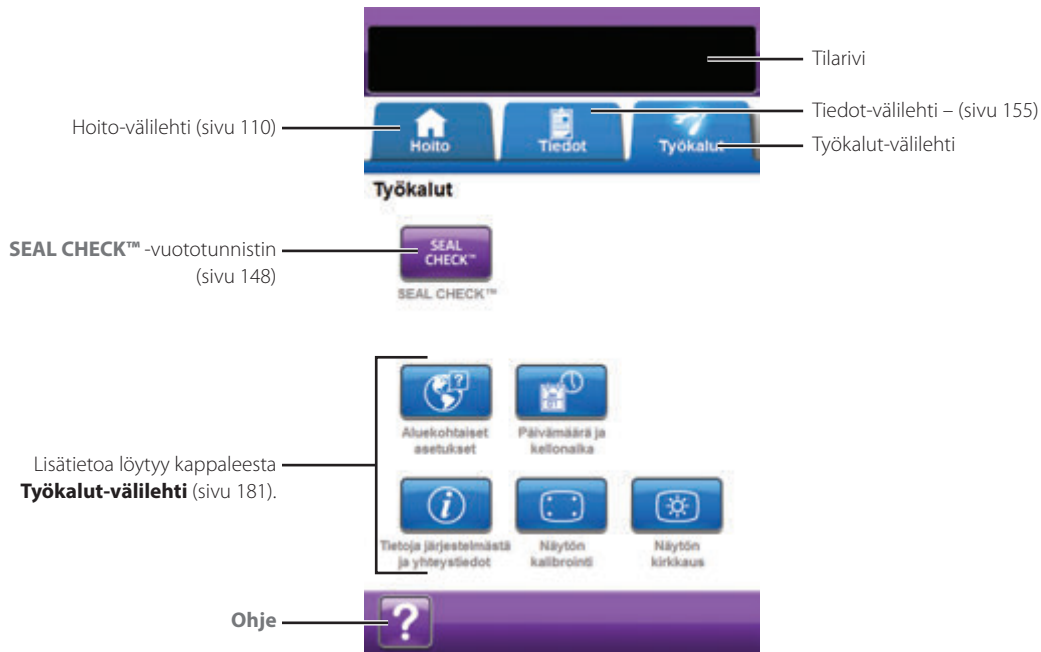 Tilarivi
Hoito-välilehti (sivu 110)
Tiedot-välilehti – (sivu 155)
Työkalut-välilehti
Hoito
Tiedot
Työkalut
Työkalut
SEAL CHECK™ -vuototunnistin
(sivu 148)
SEAL
CHECK™
SEAL CHECK™
Lisätietoa löytyy kappaleesta
Työkalut-välilehti (sivu 181).
Aluekohtaiset
asetukset
Päivämäärä ja
kellonaika
Tietoja järjestelmästä
ja yhteystiedot
Näytön
kalibrointi
Näytön
kirkkaus
Ohje
?